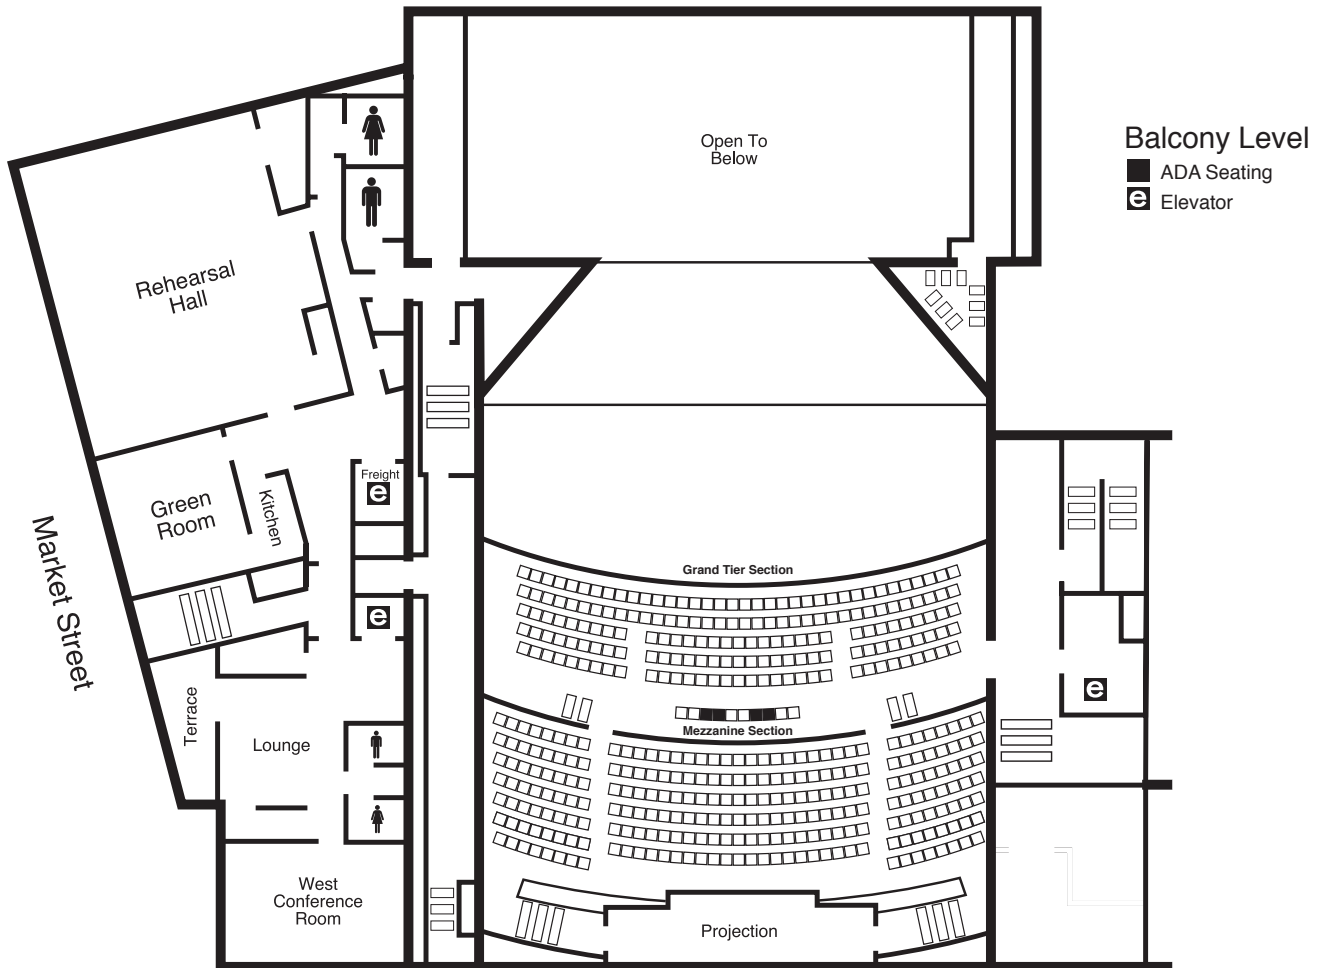 Open To
Below
Balcony Level
ADA Seating
e Elevator
Rehearsal
Hall
Freight
e
Green
Room
Kitchen
Market Street
Grand Tier Section
e
e
Terrace
Lounge
Mezzanine Section
West
Conference
Room
Projection